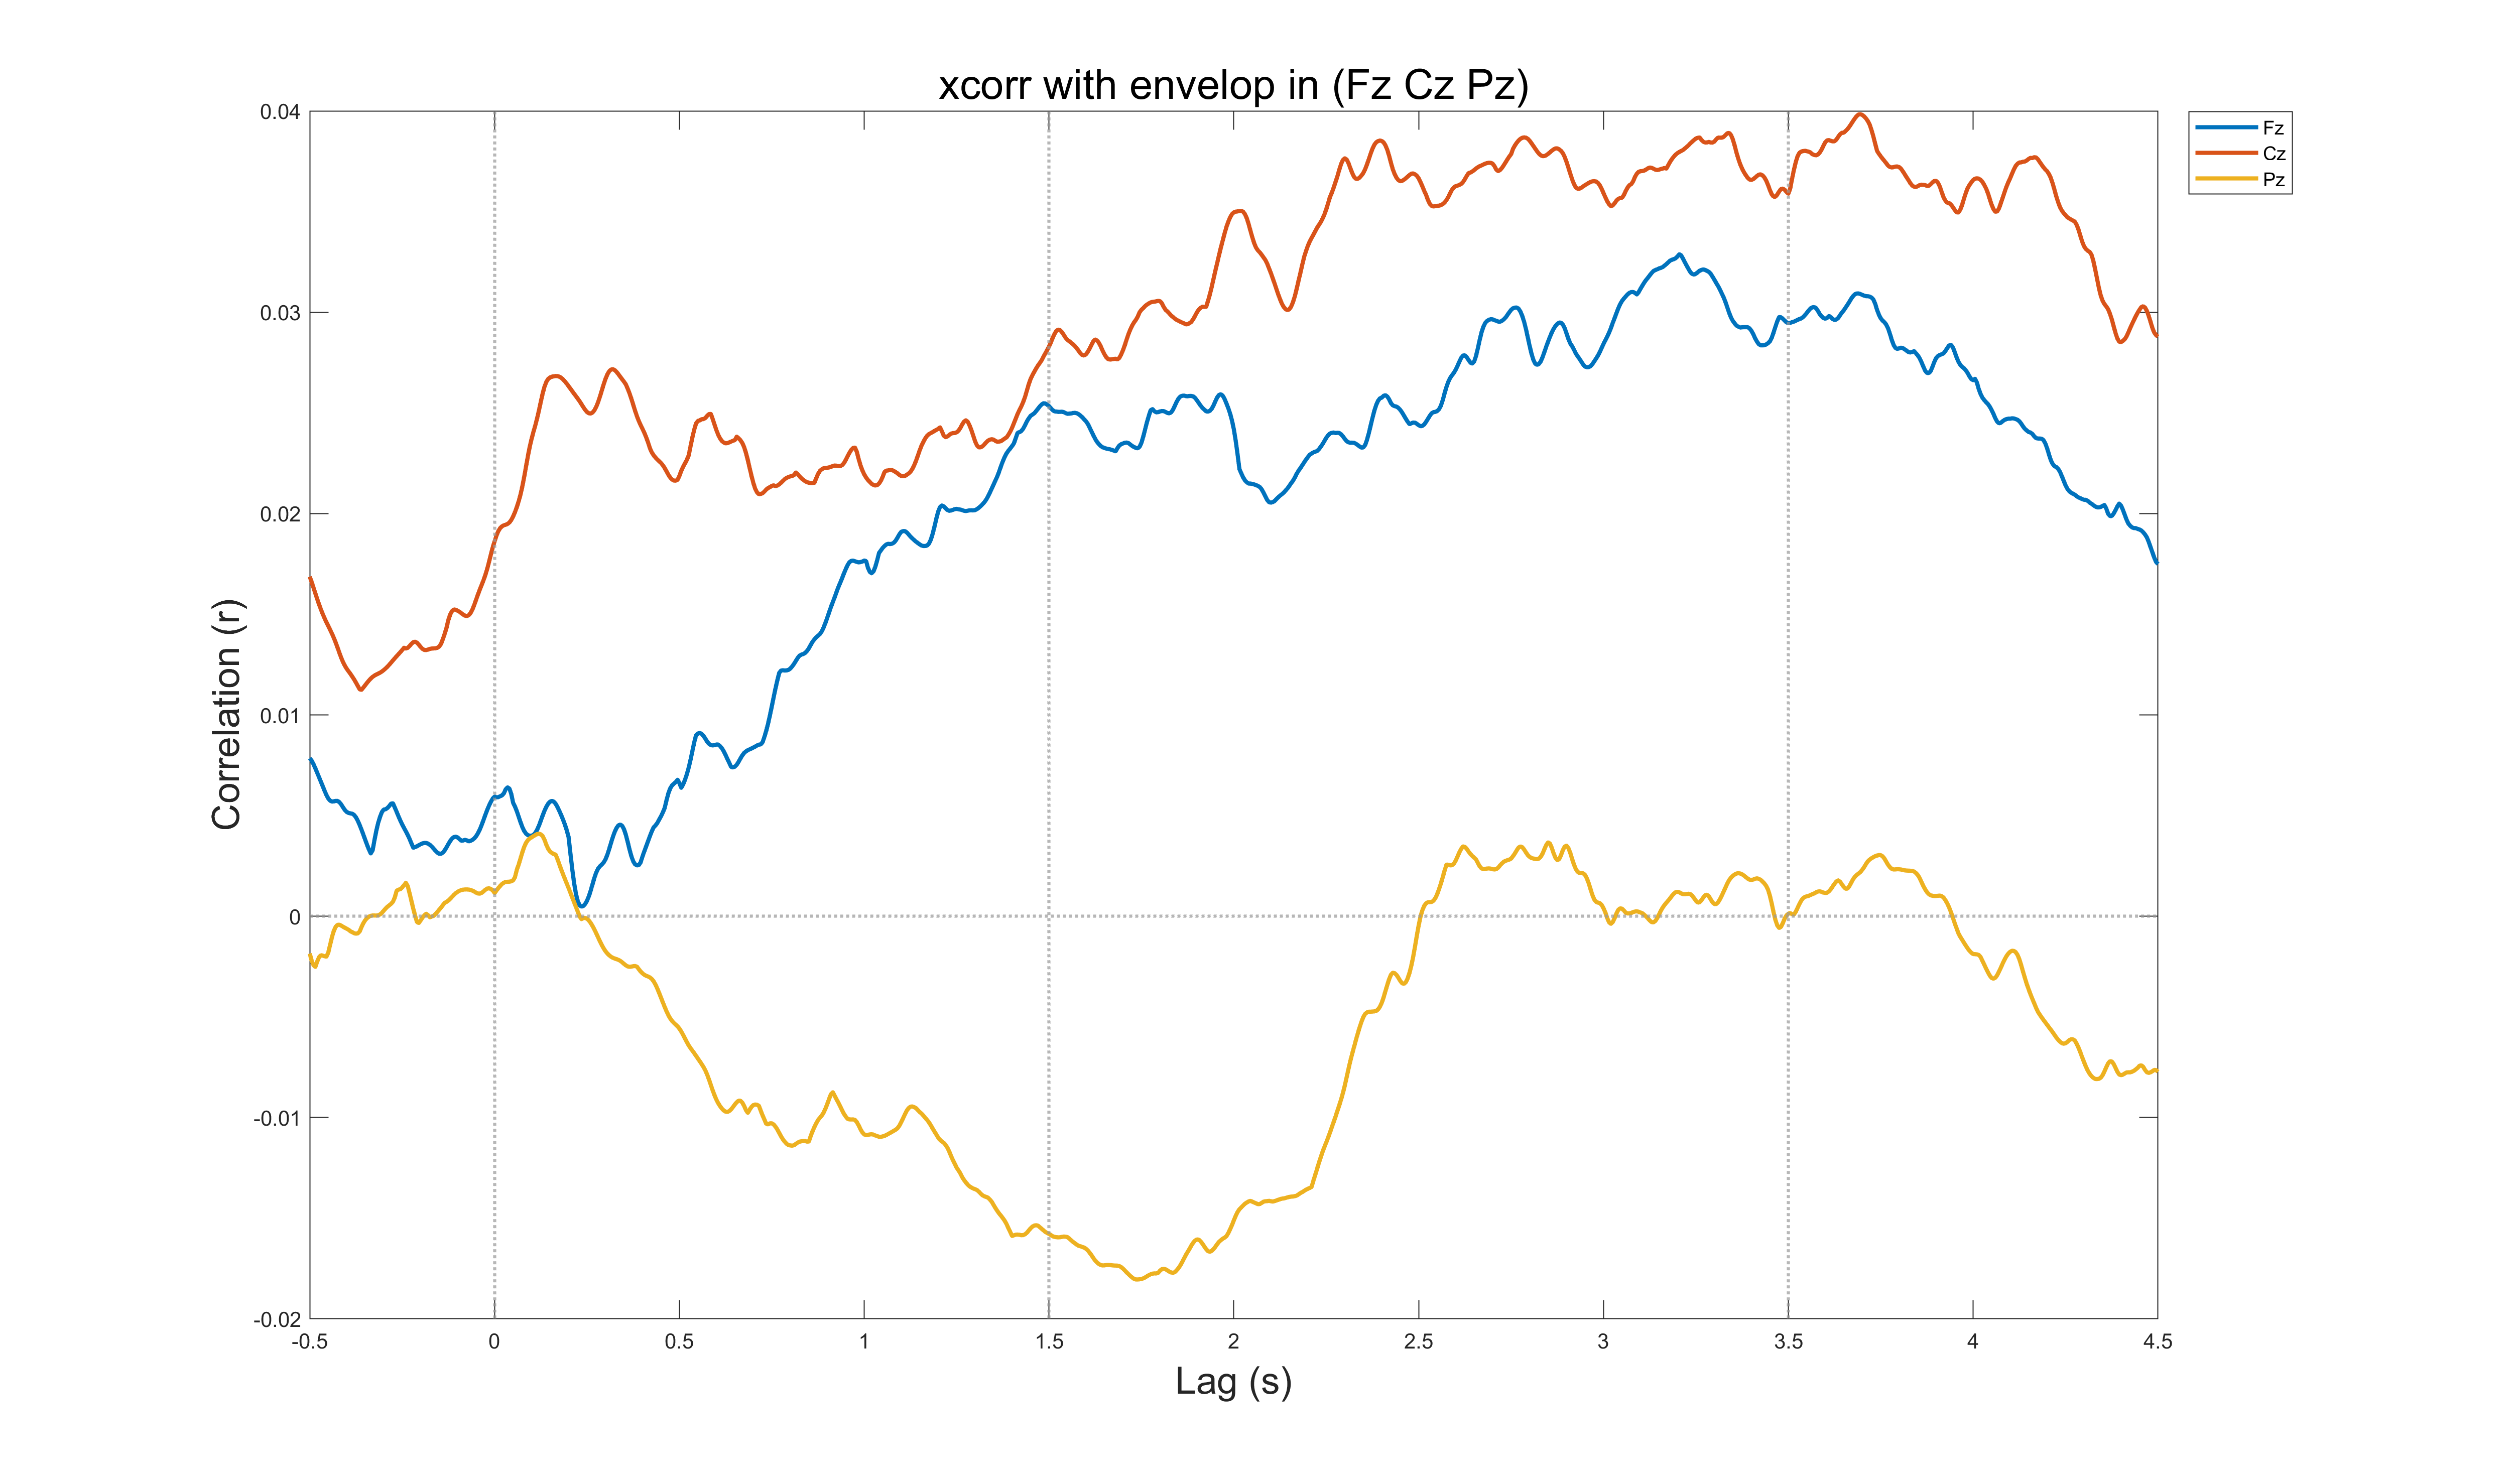 xcorr with envelop in (Fz Cz Pz)
0.04
0.03
0.02
0.01
0
-0.01
-0.02
Correlation (r)
-0.5 0 0.5 1 1.5 2 2.5 3 3.5 4 4.5
Lag (s)
Fz
Cz
Pz